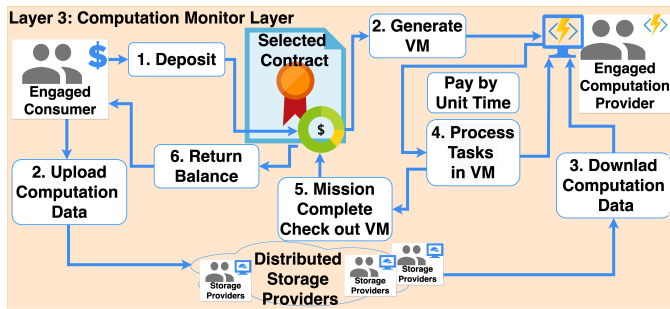 Layer 3: Computation Monitor Layer
$
Engaged
Consumer
1. Deposit
Selected
Contract
$
2. Generate
VM
Engaged
Computation
Provider
Pay by
Unit Time
4. Process
Tasks
in VM
6. Return
Balance
2. Upload
Computation
Data
5. Mission
Complete
Check out VM
3. Downlad
Computation
Data
Distributed
Storage
Providers
Storage
Providers
Storage
Providers
Storage
Providers